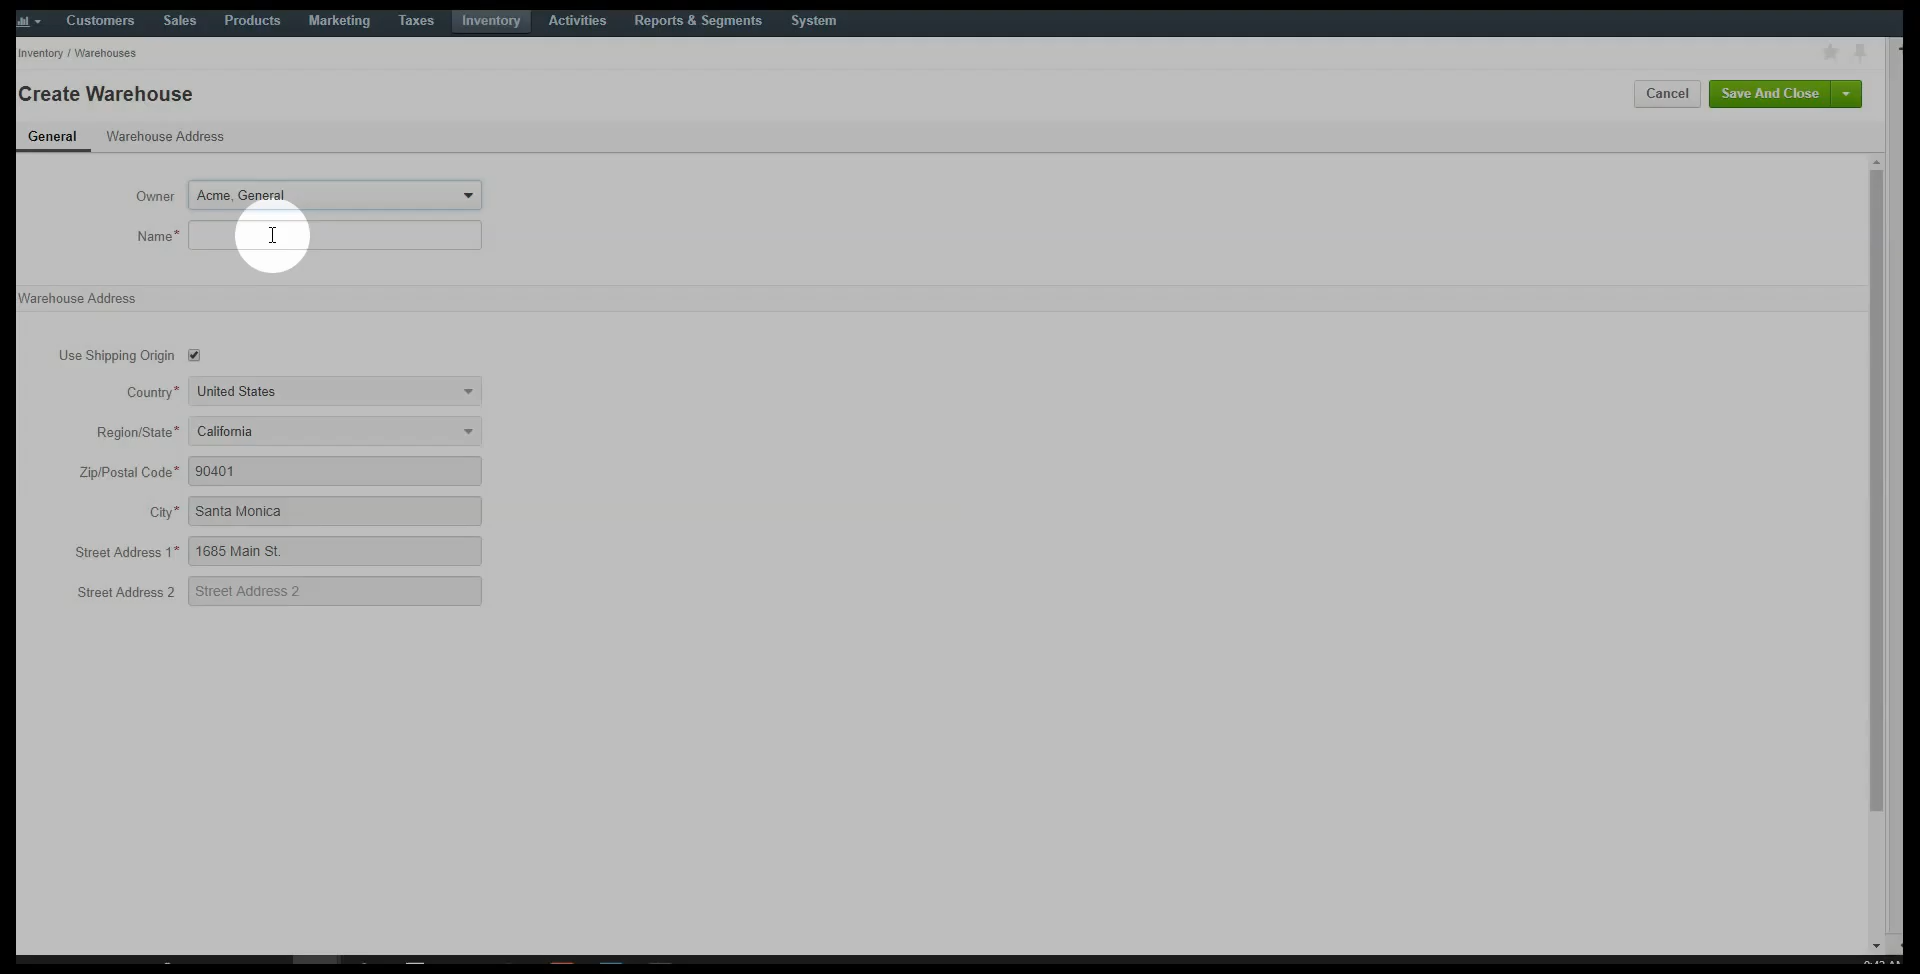 Customers Sales Products Marketing Taxes Inventory Activities Reports & Segments System
Inventory / Warehouses
Create Warehouse
Cancel Save And Close
General Warehouse Address
Owner Acme, General
Name*
Warehouse Address
Use Shipping Origin
Country* United States
Region/State* California
Zip/Postal Code* 90401
City* Santa Monica
Street Address 1* 1685 Main St.
Street Address 2 Street Address 2